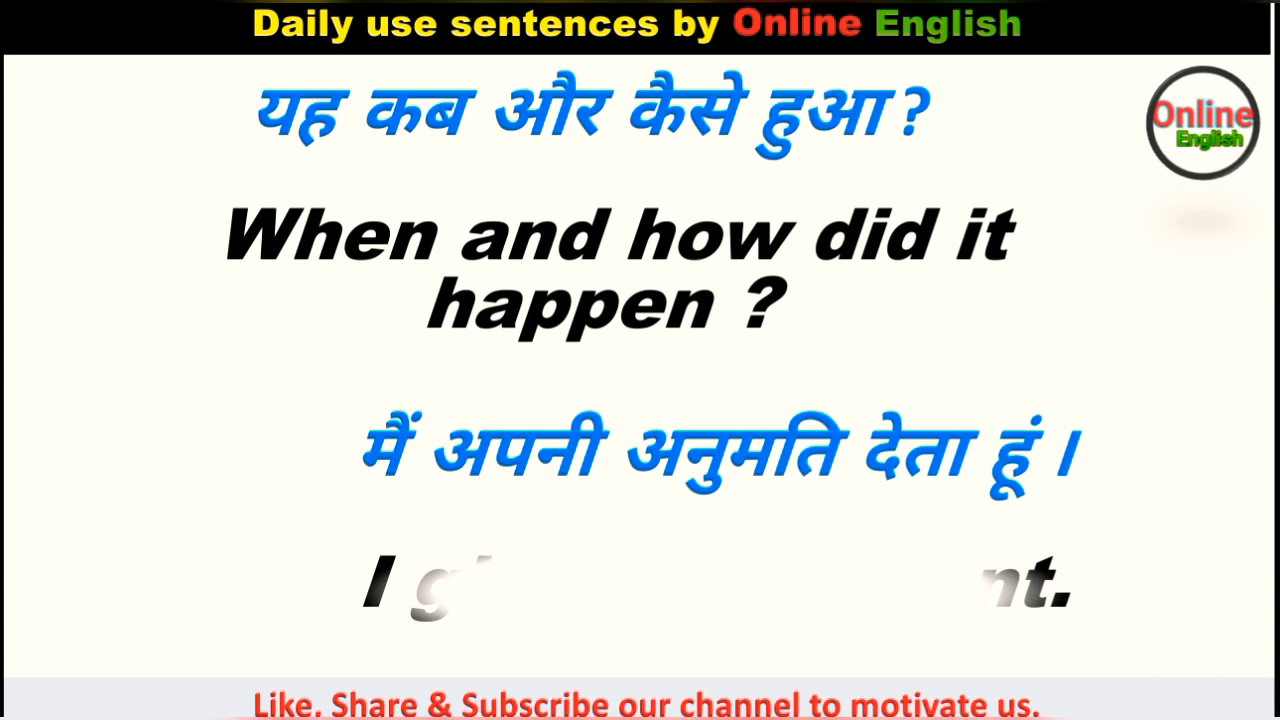 Daily use sentences by Online English
यह कब और कैसे हुआ ?
Online
English
When and how did it
happen ?
मैं अपनी अनुमति देता हूं ।
I
Like, Share & Subscribe our channel to motivate us.